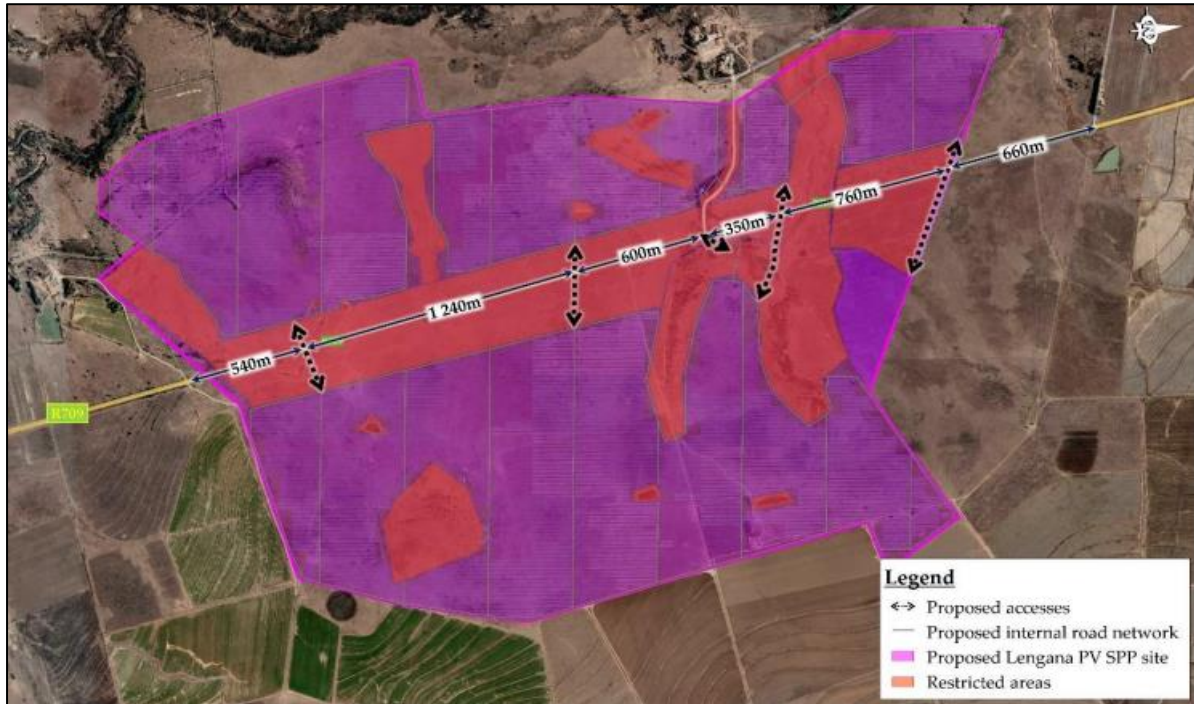 660m
760m
350m
600m
1 240m
540m
R709
Legend
Proposed accesses
Proposed internal road network
Proposed Lengana PV SPP site
Restricted areas